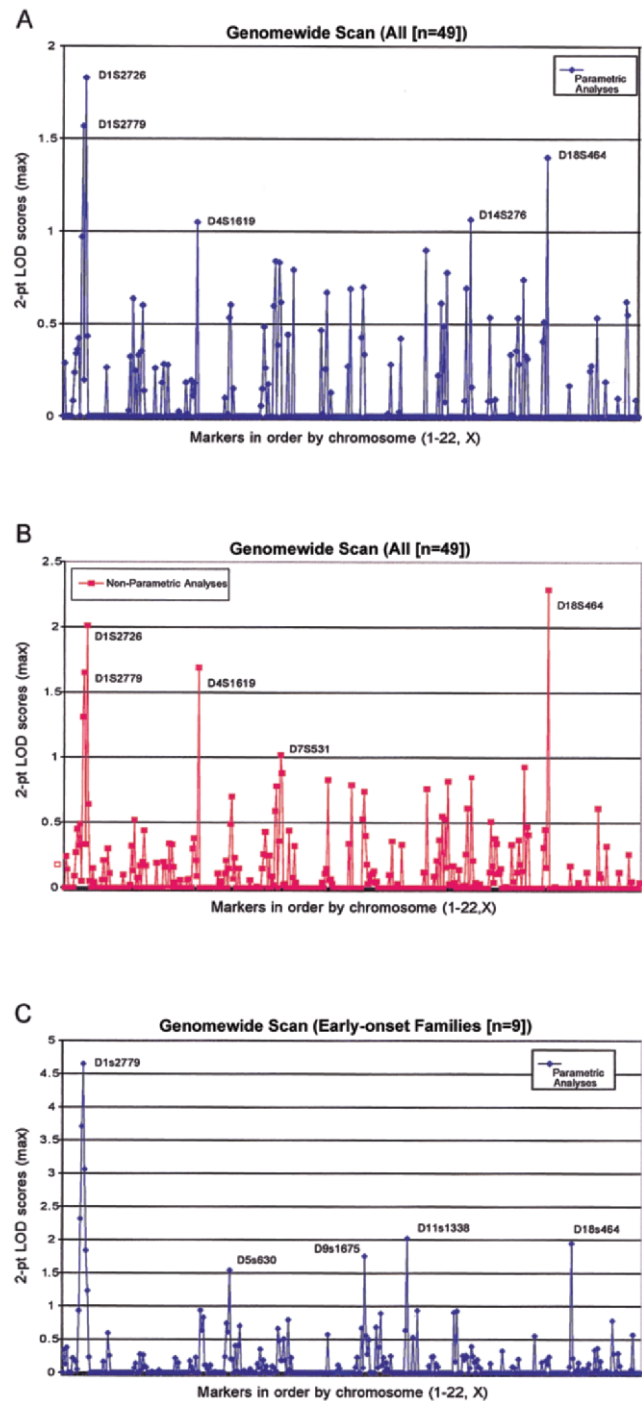 A
Genomewide Scan (All [n=49])
2
1.5
1
0.5
0
2-pt LOD scores (max)
D1S2726
D1S2779
D4S1619
D14S276
D18S464
Parametric
Analyses
Markers in order by chromosome (1-22, X)
B
Genomewide Scan (All [n=49])
2.5
2
1.5
1
0.5
0
2-pt LOD scores (max)
Non-Parametric Analyses
D1S2726
D1S2779
D4S1619
D7S531
D18S464
Markers in order by chromosome (1-22,X)
C
Genomewide Scan (Early-onset Families [n=9])
5
4.5
4
3.5
3
2.5
2
1.5
1
0.5
0
2-pt LOD scores (max)
D1s2779
D5s630
D9s1675
D11s1338
D18s464
Parametric
Analyses
Markers in order by chromosome (1-22, X)